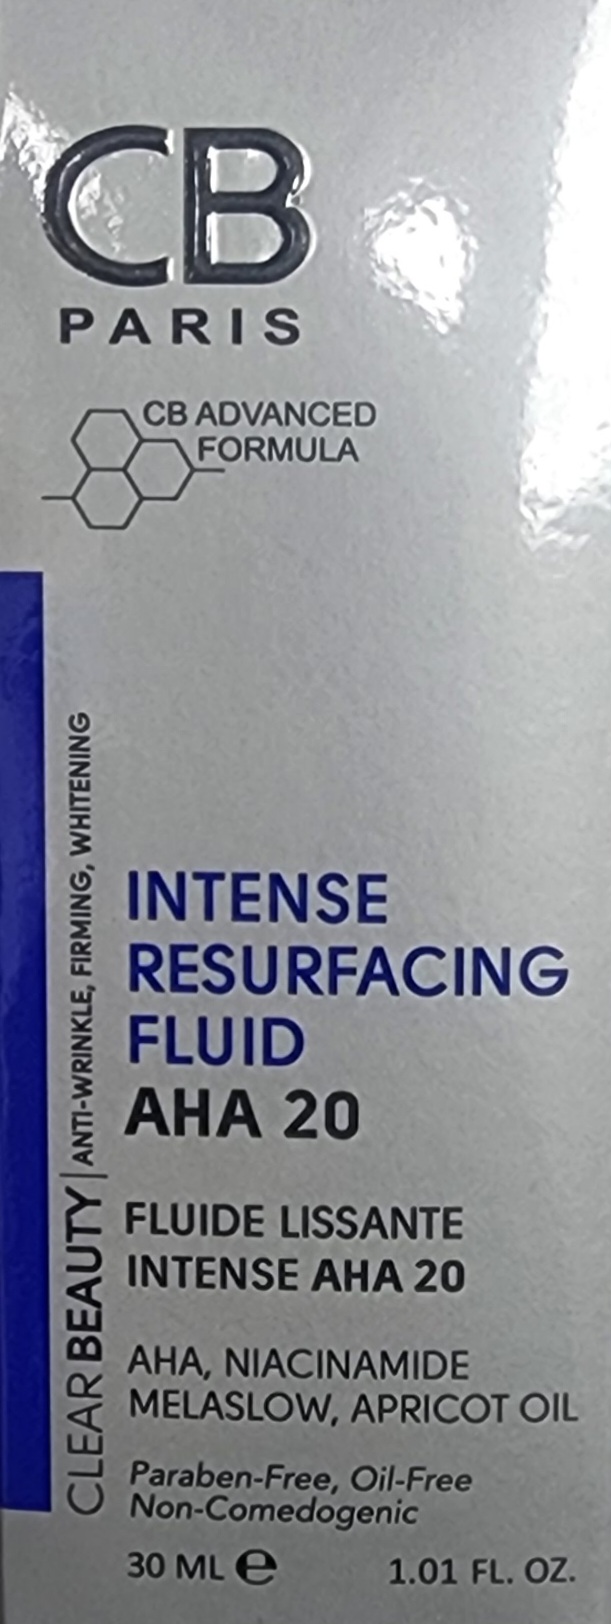 CB
PARIS
CB ADVANCED
FORMULA
CLEAR BEAUTY | ANTI-WRINKLE, FIRMING, WHITENING
INTENSE
RESURFACING
FLUID
AHA 20
FLUIDE LISSANTE
INTENSE AHA 20
AHA, NIACINAMIDE
MELASLOW, APRICOT OIL
Paraben-Free, Oil-Free
Non-Comedogenic
30 ML ℮ 1.01 FL. OZ.